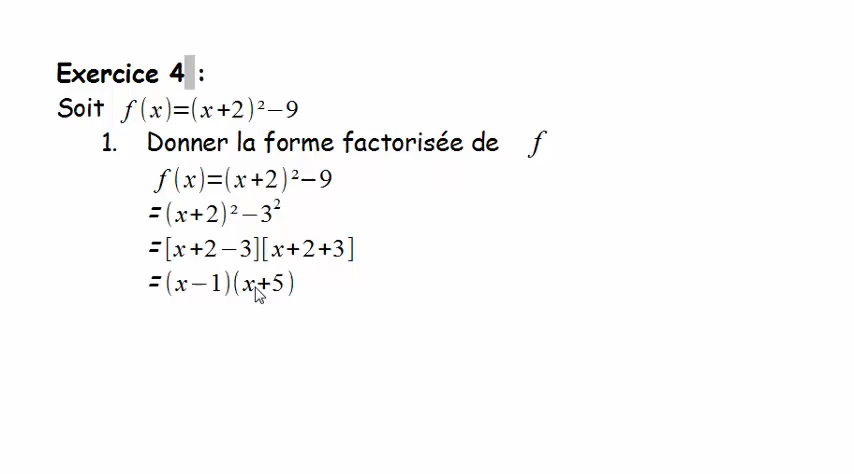 Exercice 4 :
Soit f(x)=(x+2)²−9
1. Donner la forme factorisée de f
f(x)=(x+2)²−9
=(x+2)²−3²
=[x+2−3][x+2+3]
=(x−1)(x+5)